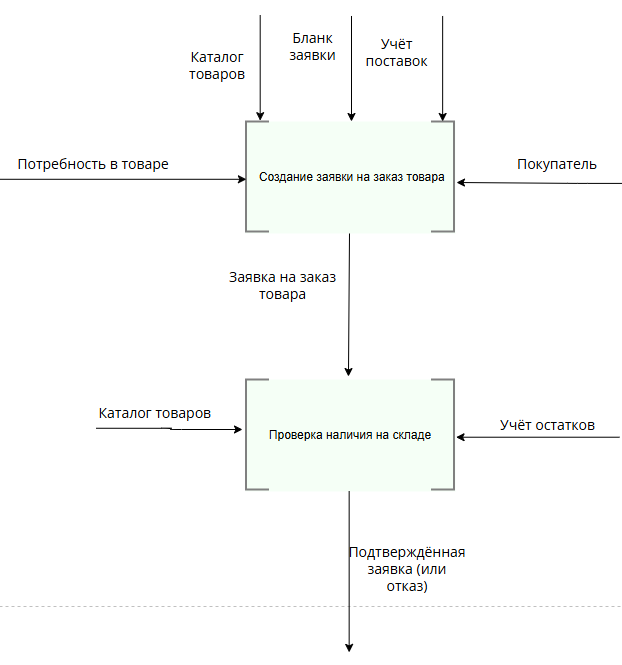 Бланк
заявки
Учёт
поставок
Каталог
товаров
Потребность в товаре
Создание заявки на заказ товара
Покупатель
Заявка на заказ
товара
Каталог товаров
Проверка наличия на складе
Учёт остатков
Подтверждённая
заявка (или
отказ)